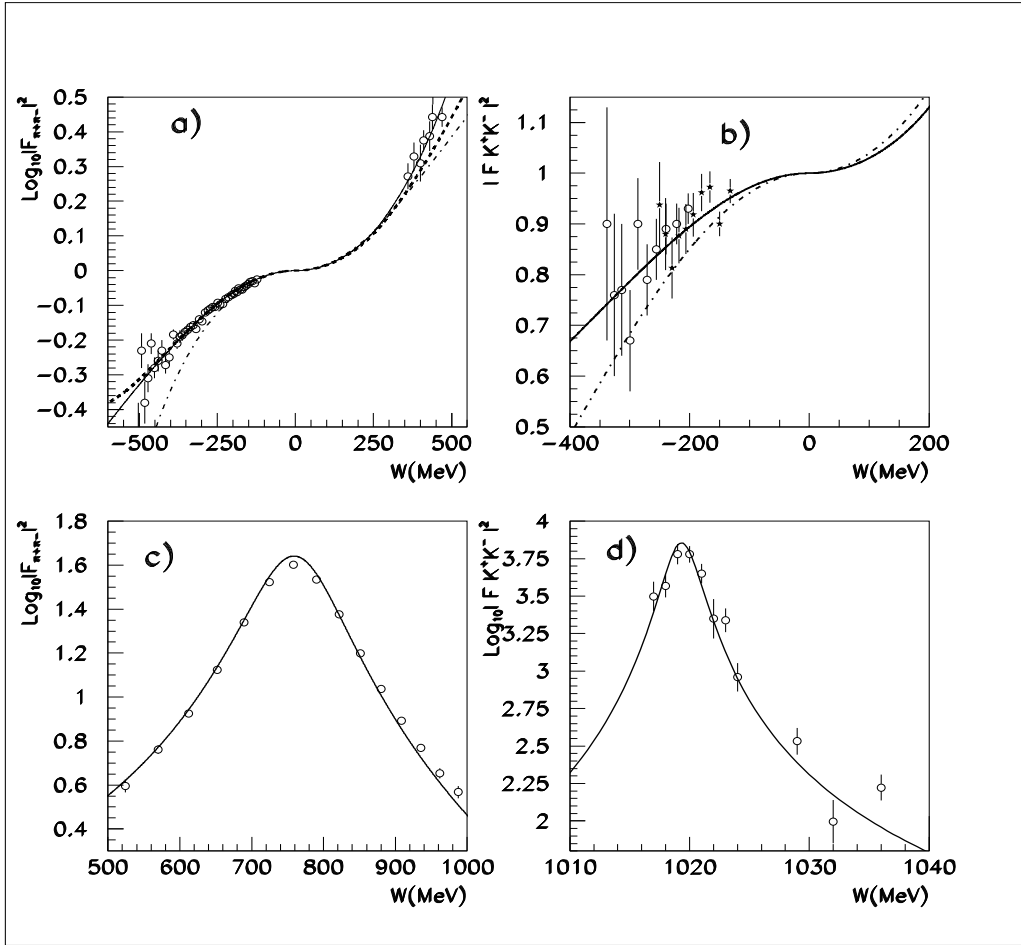 Log₁₀|Fπ+π-|²
a)
0.5
0.4
0.3
0.2
0.1
0
-0.1
-0.2
-0.3
-0.4
-500 -250 0 250 500
W(MeV)
| F K⁺K⁻ |²
b)
1.1
1
0.9
0.8
0.7
0.6
0.5
-400 -200 0 200
W(MeV)
Log₁₀|Fπ+π-|²
c)
1.8
1.6
1.4
1.2
1
0.8
0.6
0.4
500 600 700 800 900 1000
W(MeV)
Log₁₀| F K⁺K⁻ |²
d)
4
3.75
3.5
3.25
3
2.75
2.5
2.25
2
1010 1020 1030 1040
W(MeV)